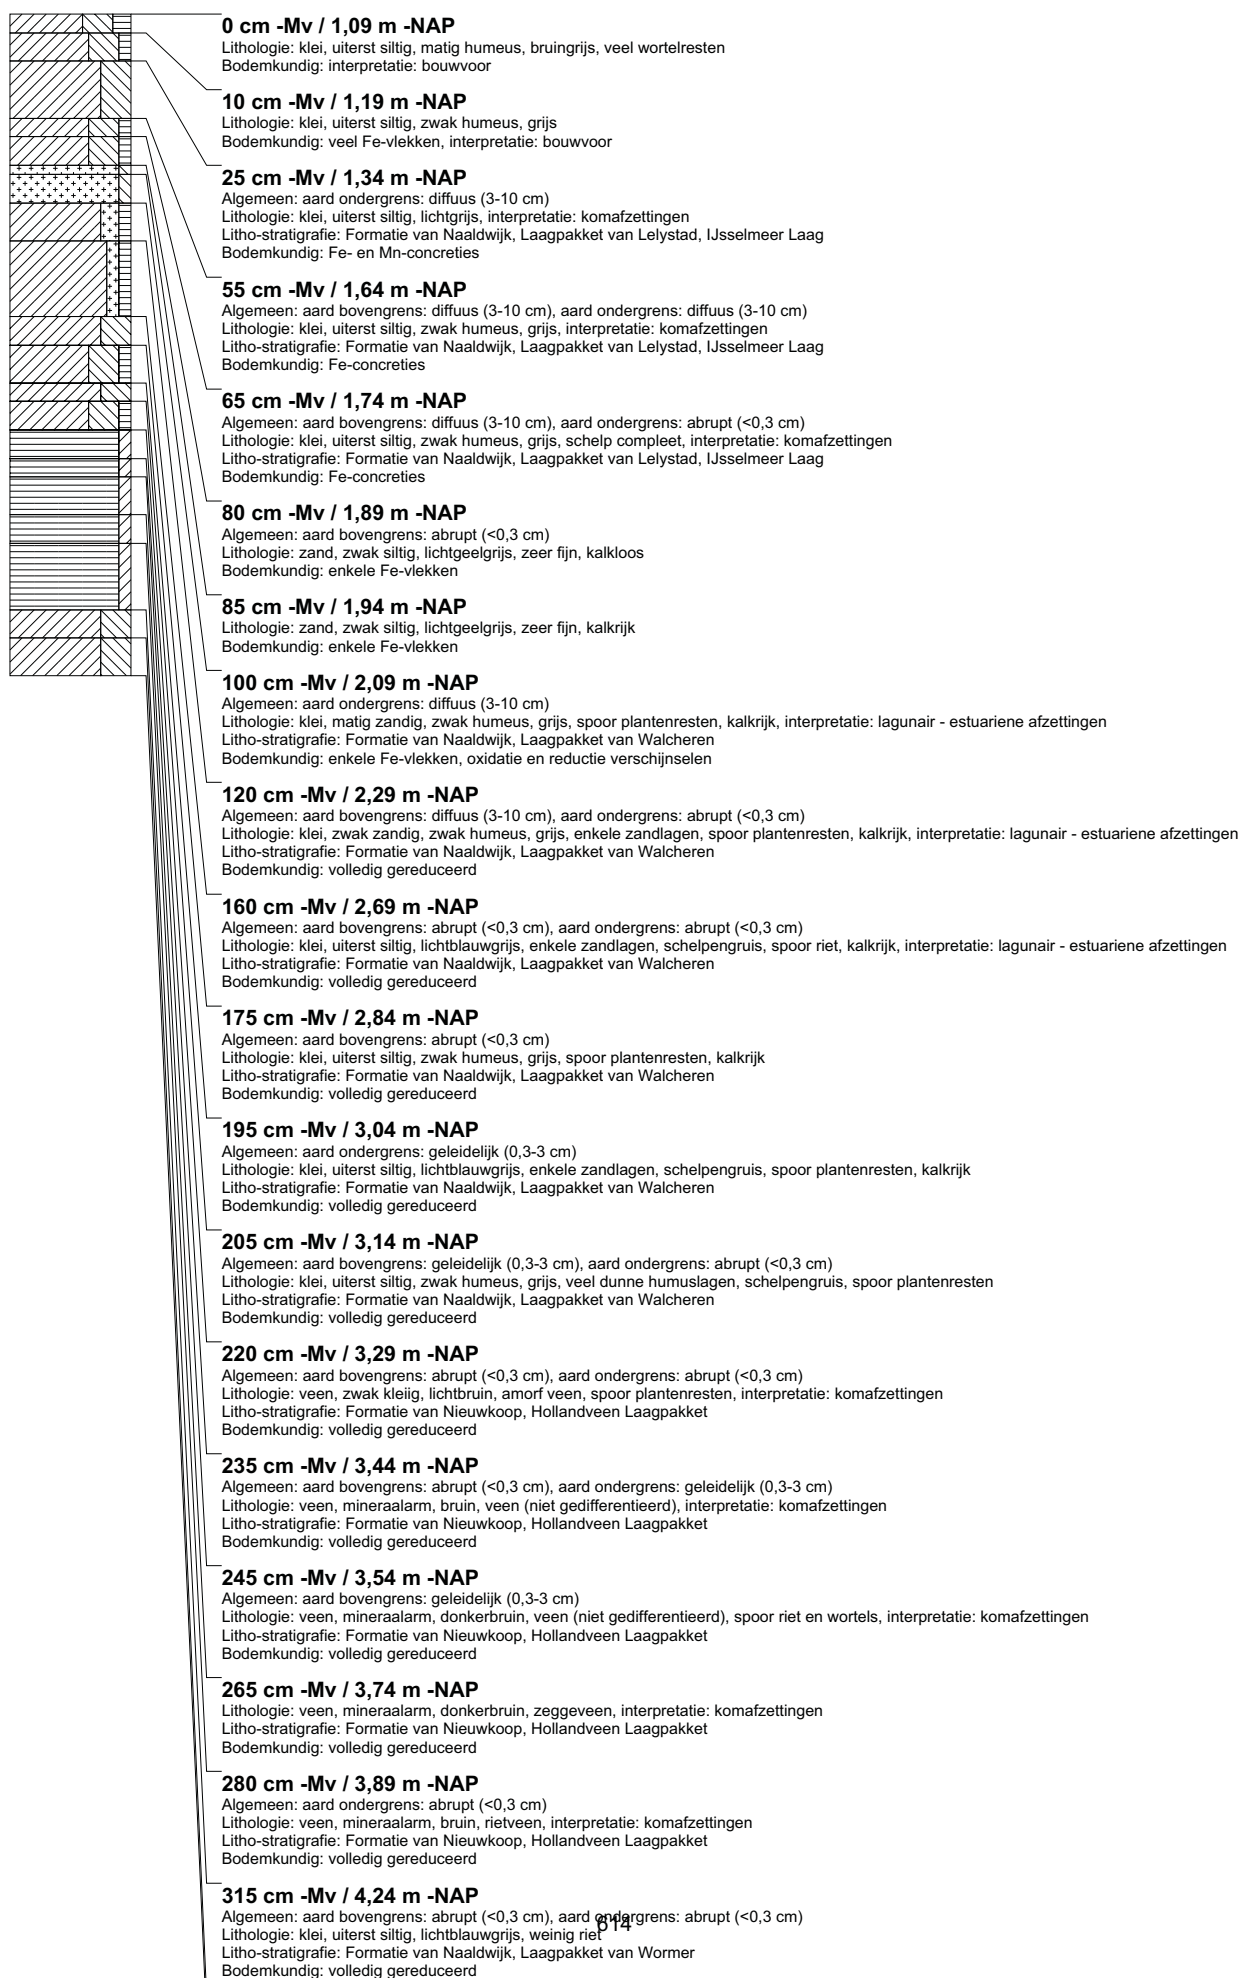 0 cm -Mv / 1,09 m -NAP
Lithologie: klei, uiterst siltig, matig humeus, bruingrijs, veel wortelresten
Bodemkundig: interpretatie: bouwvoor
10 cm -Mv / 1,19 m -NAP
Lithologie: klei, uiterst siltig, zwak humeus, grijs
Bodemkundig: veel Fe-vlekken, interpretatie: bouwvoor
25 cm -Mv / 1,34 m -NAP
Algemeen: aard ondergrens: diffuus (3-10 cm)
Lithologie: klei, uiterst siltig, lichtgrijs, interpretatie: komafzettingen
Litho-stratigrafie: Formatie van Naaldwijk, Laagpakket van Lelystad, IJsselmeer Laag
Bodemkundig: Fe- en Mn-concreties
55 cm -Mv / 1,64 m -NAP
Algemeen: aard bovengrens: diffuus (3-10 cm), aard ondergrens: diffuus (3-10 cm)
Lithologie: klei, uiterst siltig, zwak humeus, grijs, interpretatie: komafzettingen
Litho-stratigrafie: Formatie van Naaldwijk, Laagpakket van Lelystad, IJsselmeer Laag
Bodemkundig: Fe-concreties
65 cm -Mv / 1,74 m -NAP
Algemeen: aard bovengrens: diffuus (3-10 cm), aard ondergrens: abrupt (<0,3 cm)
Lithologie: klei, uiterst siltig, zwak humeus, grijs, schelp compleet, interpretatie: komafzettingen
Litho-stratigrafie: Formatie van Naaldwijk, Laagpakket van Lelystad, IJsselmeer Laag
Bodemkundig: Fe-concreties
80 cm -Mv / 1,89 m -NAP
Algemeen: aard bovengrens: abrupt (<0,3 cm)
Lithologie: zand, zwak siltig, lichtgeelgrijs, zeer fijn, kalkloos
Bodemkundig: enkele Fe-vlekken
85 cm -Mv / 1,94 m -NAP
Lithologie: zand, zwak siltig, lichtgeelgrijs, zeer fijn, kalkrijk
Bodemkundig: enkele Fe-vlekken
100 cm -Mv / 2,09 m -NAP
Algemeen: aard ondergrens: diffuus (3-10 cm)
Lithologie: klei, matig zandig, zwak humeus, grijs, spoor plantenresten, kalkrijk, interpretatie: lagunair - estuariene afzettingen
Litho-stratigrafie: Formatie van Naaldwijk, Laagpakket van Walcheren
Bodemkundig: enkele Fe-vlekken, oxidatie en reductie verschijnselen
120 cm -Mv / 2,29 m -NAP
Algemeen: aard bovengrens: diffuus (3-10 cm), aard ondergrens: abrupt (<0,3 cm)
Lithologie: klei, zwak zandig, zwak humeus, grijs, enkele zandlagen, spoor plantenresten, kalkrijk, interpretatie: lagunair - estuariene afzettingen
Litho-stratigrafie: Formatie van Naaldwijk, Laagpakket van Walcheren
Bodemkundig: volledig gereduceerd
160 cm -Mv / 2,69 m -NAP
Algemeen: aard bovengrens: abrupt (<0,3 cm), aard ondergrens: abrupt (<0,3 cm)
Lithologie: klei, uiterst siltig, lichtblauwgrijs, enkele zandlagen, schelpengruis, spoor riet, kalkrijk, interpretatie: lagunair - estuariene afzettingen
Litho-stratigrafie: Formatie van Naaldwijk, Laagpakket van Walcheren
Bodemkundig: volledig gereduceerd
175 cm -Mv / 2,84 m -NAP
Algemeen: aard bovengrens: abrupt (<0,3 cm)
Lithologie: klei, uiterst siltig, zwak humeus, grijs, spoor plantenresten, kalkrijk
Litho-stratigrafie: Formatie van Naaldwijk, Laagpakket van Walcheren
Bodemkundig: volledig gereduceerd
195 cm -Mv / 3,04 m -NAP
Algemeen: aard ondergrens: geleidelijk (0,3-3 cm)
Lithologie: klei, uiterst siltig, lichtblauwgrijs, enkele zandlagen, schelpengruis, spoor plantenresten, kalkrijk
Litho-stratigrafie: Formatie van Naaldwijk, Laagpakket van Walcheren
Bodemkundig: volledig gereduceerd
205 cm -Mv / 3,14 m -NAP
Algemeen: aard bovengrens: geleidelijk (0,3-3 cm), aard ondergrens: abrupt (<0,3 cm)
Lithologie: klei, uiterst siltig, zwak humeus, grijs, veel dunne humuslagen, schelpengruis, spoor plantenresten
Litho-stratigrafie: Formatie van Naaldwijk, Laagpakket van Walcheren
Bodemkundig: volledig gereduceerd
220 cm -Mv / 3,29 m -NAP
Algemeen: aard bovengrens: abrupt (<0,3 cm), aard ondergrens: abrupt (<0,3 cm)
Lithologie: veen, zwak kleiig, lichtbruin, amorf veen, spoor plantenresten, interpretatie: komafzettingen
Litho-stratigrafie: Formatie van Nieuwkoop, Hollandveen Laagpakket
Bodemkundig: volledig gereduceerd
235 cm -Mv / 3,44 m -NAP
Algemeen: aard bovengrens: abrupt (<0,3 cm), aard ondergrens: geleidelijk (0,3-3 cm)
Lithologie: veen, mineraalarm, bruin, veen (niet gedifferentieerd), interpretatie: komafzettingen
Litho-stratigrafie: Formatie van Nieuwkoop, Hollandveen Laagpakket
Bodemkundig: volledig gereduceerd
245 cm -Mv / 3,54 m -NAP
Algemeen: aard bovengrens: geleidelijk (0,3-3 cm)
Lithologie: veen, mineraalarm, donkerbruin, veen (niet gedifferentieerd), spoor riet en wortels, interpretatie: komafzettingen
Litho-stratigrafie: Formatie van Nieuwkoop, Hollandveen Laagpakket
Bodemkundig: volledig gereduceerd
265 cm -Mv / 3,74 m -NAP
Lithologie: veen, mineraalarm, donkerbruin, zeggeveen, interpretatie: komafzettingen
Litho-stratigrafie: Formatie van Nieuwkoop, Hollandveen Laagpakket
Bodemkundig: volledig gereduceerd
280 cm -Mv / 3,89 m -NAP
Algemeen: aard ondergrens: abrupt (<0,3 cm)
Lithologie: veen, mineraalarm, bruin, rietveen, interpretatie: komafzettingen
Litho-stratigrafie: Formatie van Nieuwkoop, Hollandveen Laagpakket
Bodemkundig: volledig gereduceerd
315 cm -Mv / 4,24 m -NAP
Algemeen: aard bovengrens: abrupt (<0,3 cm), aard ondergrens: abrupt (<0,3 cm)
614
Lithologie: klei, uiterst siltig, lichtblauwgrijs, weinig riet
Litho-stratigrafie: Formatie van Naaldwijk, Laagpakket van Wormer
Bodemkundig: volledig gereduceerd